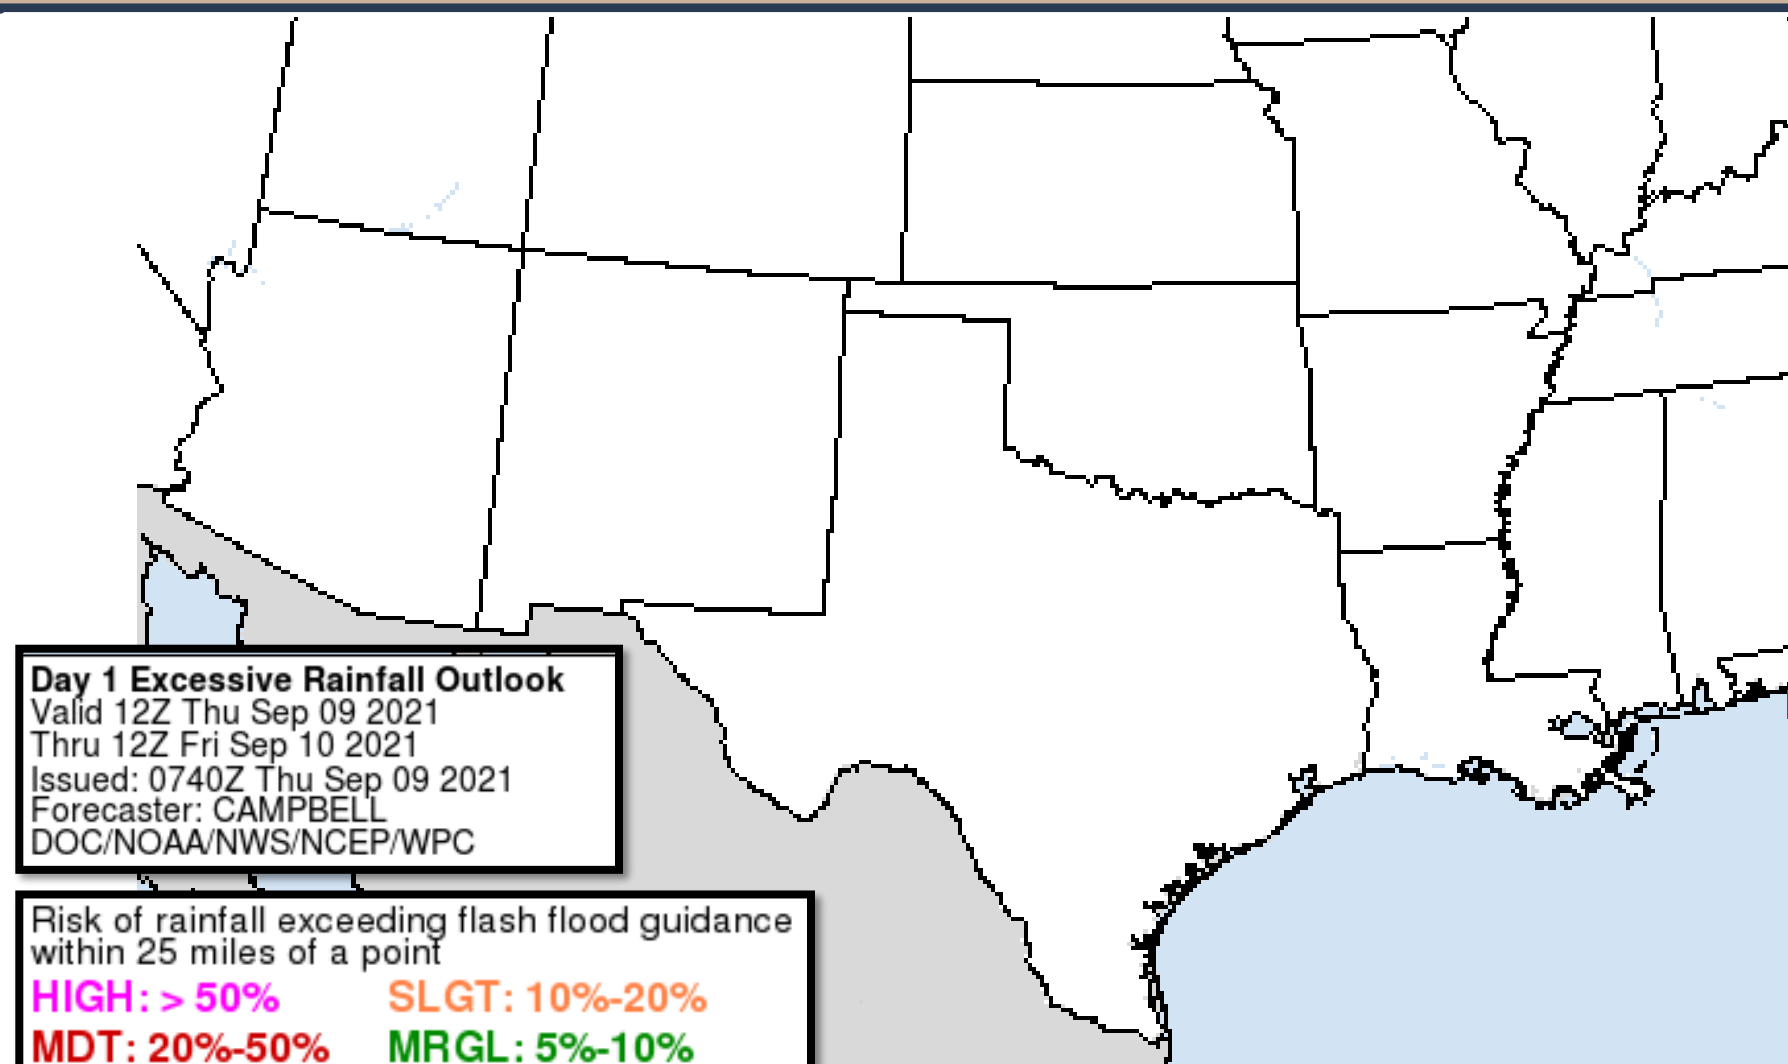 Day 1 Excessive Rainfall Outlook
Valid 12Z Thu Sep 09 2021
Thru 12Z Fri Sep 10 2021
Issued: 0740Z Thu Sep 09 2021
Forecaster: CAMPBELL
DOC/NOAA/NWS/NCEP/WPC
Risk of rainfall exceeding flash flood guidance
within 25 miles of a point
HIGH: > 50% SLGT: 10%-20%
MDT: 20%-50% MRGL: 5%-10%